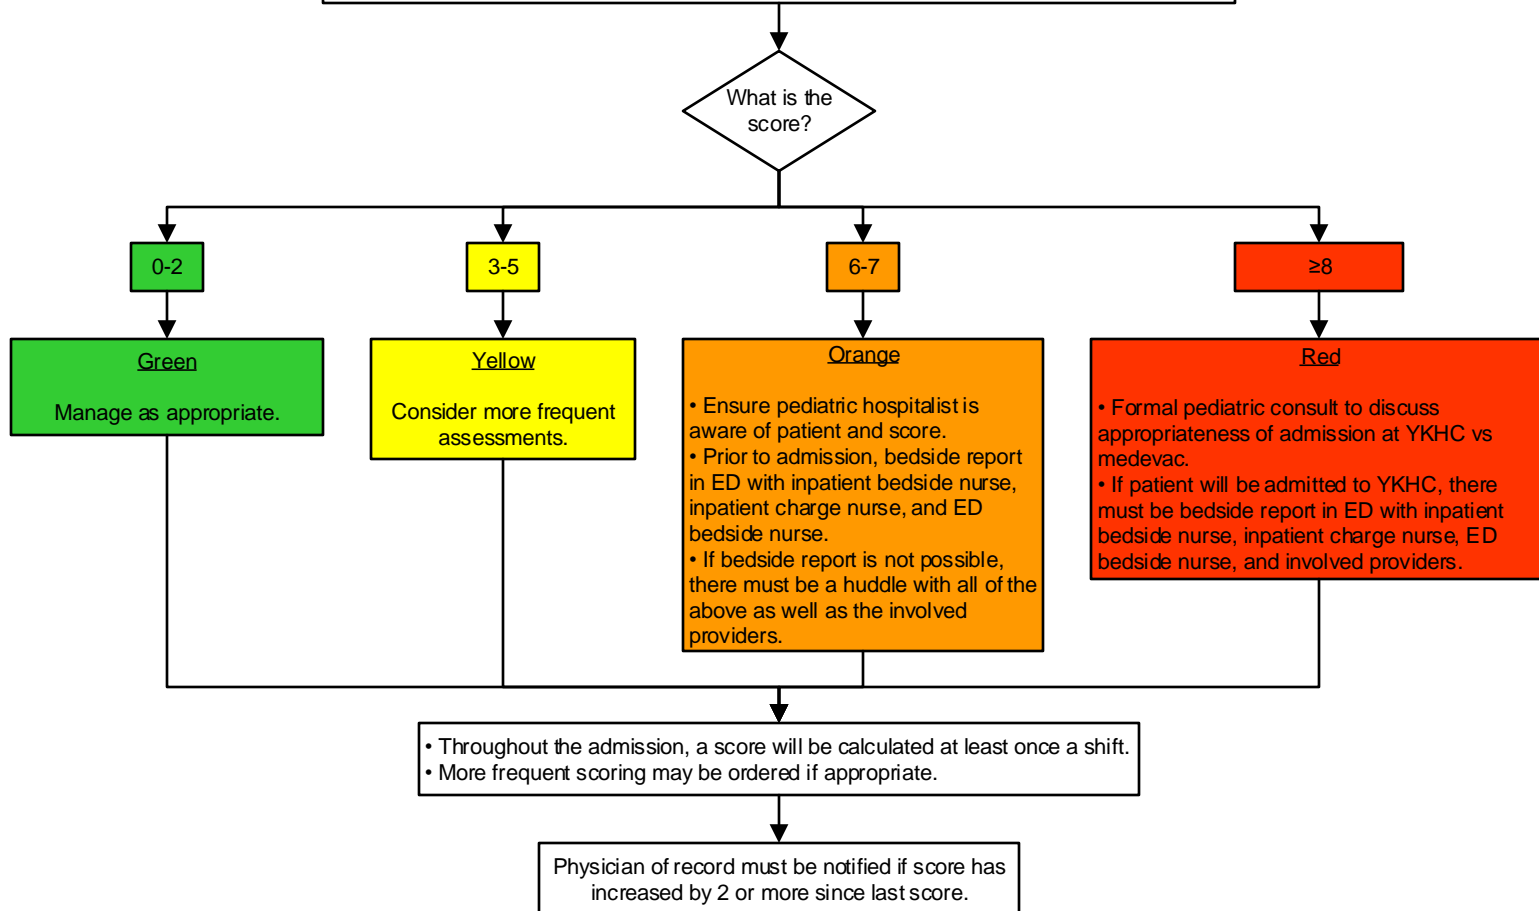 What is the
score?
0-2
3-5
6-7
≥8
Green
Manage as appropriate.
Yellow
Consider more frequent
assessments.
Orange
• Ensure pediatric hospitalist is
aware of patient and score.
• Prior to admission, bedside report
in ED with inpatient bedside nurse,
inpatient charge nurse, and ED
bedside nurse.
• If bedside report is not possible,
there must be a huddle with all of the
above as well as the involved
providers.
Red
• Formal pediatric consult to discuss
appropriateness of admission at YKHC vs
medevac.
• If patient will be admitted to YKHC, there
must be bedside report in ED with inpatient
bedside nurse, inpatient charge nurse, ED
bedside nurse, and involved providers.
• Throughout the admission, a score will be calculated at least once a shift.
• More frequent scoring may be ordered if appropriate.
Physician of record must be notified if score has
increased by 2 or more since last score.